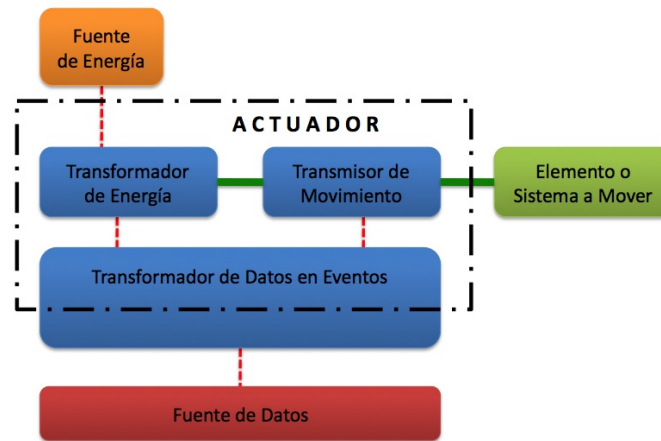 Fuente
de Energía
ACTUADOR
Transformador
de Energía
Transmisor de
Movimiento
Elemento o
Sistema a Mover
Transformador de Datos en Eventos
Fuente de Datos